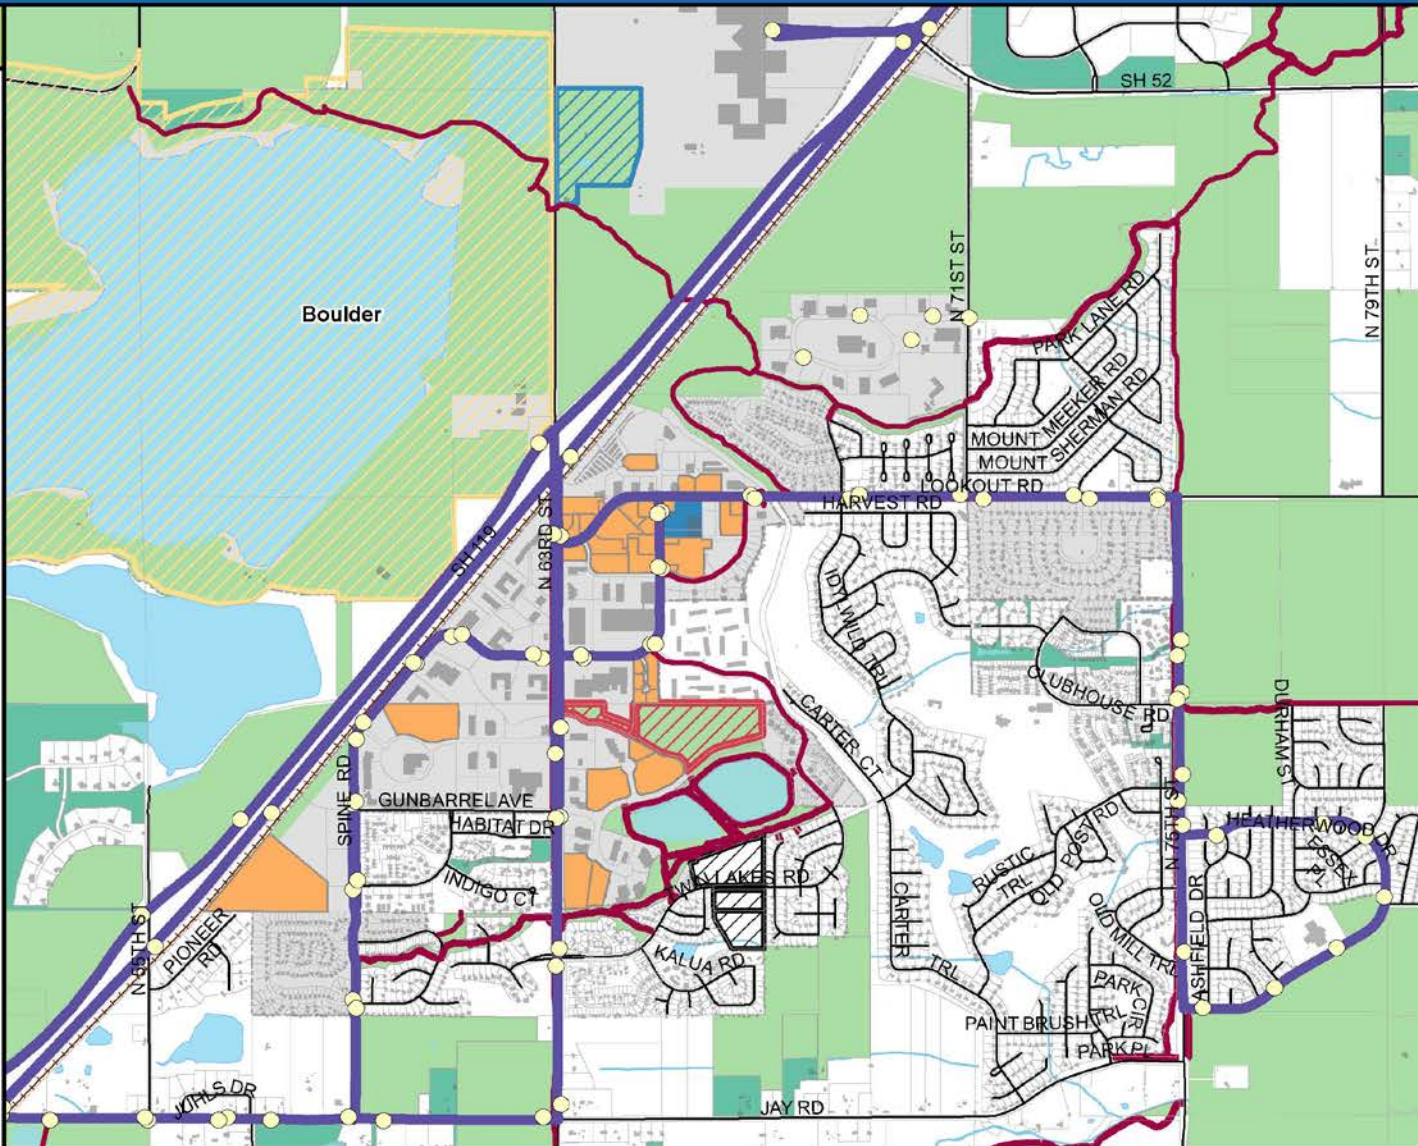 SH 52
N 71ST ST
N 79TH ST
Boulder
PARK LANE RD
MOUNT MEEKER RD
MOUNT SHERMAN RD
LOOKOUT RD
HARVEST RD
SH 119
N 63RD ST
IDYLWILD TRL
CLUBHOUSE RD
DURHAM ST
CARTER CT
SPINE RD
GUNBARREL AVE
HABITAT DR
N 75TH ST
HEATHERWOOD DR
OLD POST RD
ESSEX PL
RUSTIC TRL
INDIGO CT
TWIN LAKES RD
CARTER TRL
OLD MILL TRL
ASHFIELD DR
N 55TH ST
PIONEER RD
KALUA RD
PARK CIR
PAINT BRUSH TRL
PARK PL
JUHLS DR
JAY RD